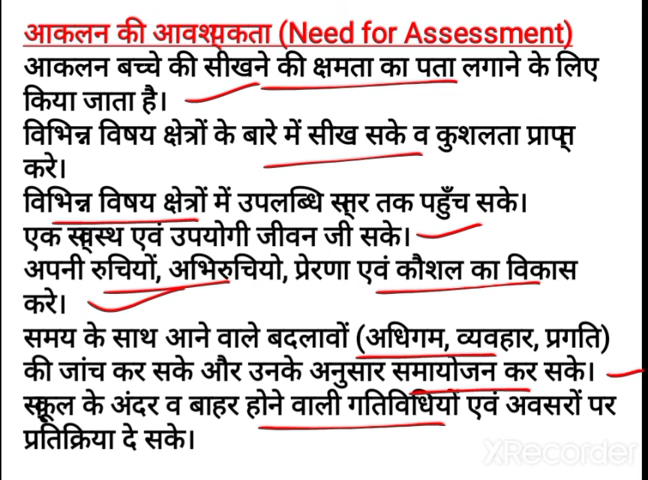 आकलन की आवश्यकता (Need for Assessment)
आकलन बच्चे की सीखने की क्षमता का पता लगाने के लिए
किया जाता है।
विभिन्न विषय क्षेत्रों के बारे में सीख सके व कुशलता प्राप्त
करे।
विभिन्न विषय क्षेत्रों में उपलब्धि स्तर तक पहुँच सके।
एक स्वस्थ एवं उपयोगी जीवन जी सके।
अपनी रुचियों, अभिरुचियो, प्रेरणा एवं कौशल का विकास
करे।
समय के साथ आने वाले बदलावों (अधिगम, व्यवहार, प्रगति)
की जांच कर सके और उनके अनुसार समायोजन कर सके।
स्कूल के अंदर व बाहर होने वाली गतिविधियों एवं अवसरों पर
प्रतिक्रिया दे सके।
XRecorder